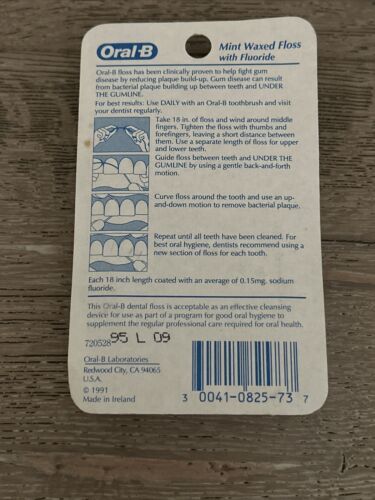 Oral-B
Mint Waxed Floss
with Fluoride
Oral-B floss has been clinically proven to help fight gum
disease by reducing plaque build-up. Gum disease can result
from bacterial plaque building up between teeth and UNDER
THE GUMLINE.
For best results: Use DAILY with an Oral-B toothbrush and visit
your dentist regularly.
Take 18 in. of floss and wind around middle
fingers. Tighten the floss with thumbs and
forefingers, leaving a short distance between
them. Use a separate length of floss for upper
and lower teeth.
Guide floss between teeth and UNDER THE
GUMLINE by using a gentle back-and-forth
motion.
Curve floss around the tooth and use an up-
and-down motion to remove bacterial plaque.
Repeat until all teeth have been cleaned. For
best oral hygiene, dentists recommend using a
new section of floss for each tooth.
Each 18 inch length coated with an average of 0.15mg. sodium
fluoride.
This Oral-B dental floss is acceptable as an effective cleansing
device for use as part of a program for good oral hygiene to
supplement the regular professional care required for oral health.
720528 95 L 09
Oral-B Laboratories
Redwood City, CA 94065
U.S.A.
© 1991
Made in Ireland
3 0041-0825-73 7